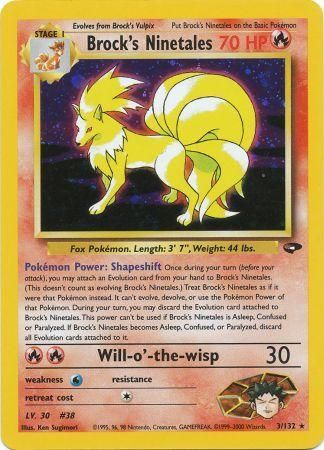 Evolves from Brock's Vulpix
Put Brock's Ninetales on the Basic Pokémon
STAGE 1
Brock's Ninetales 70 HP
Fox Pokémon. Length: 3' 7", Weight: 44 lbs.
Pokémon Power: Shapeshift Once during your turn (before your
attack), you may attach an Evolution card from your hand to Brock's Ninetales.
(This doesn't count as evolving Brock's Ninetales.) Treat Brock's Ninetales as if it
were that Pokémon instead. It can't evolve, devolve, or use the Pokémon Power of
that Pokémon. During your turn, you may discard the Evolution card attached to
Brock's Ninetales. This power can't be used if Brock's Ninetales is Asleep, Confused
or Paralyzed. If Brock's Ninetales becomes Asleep, Confused, or Paralyzed, discard
all Evolution cards attached to it.
Will-o'-the-wisp 30
weakness
resistance
retreat cost
LV. 30 #38
Illus. Ken Sugimori
©1995, 96, 98 Nintendo, Creatures, GAMEFREAK. ©1999-2000 Wizards.
3/132 ★